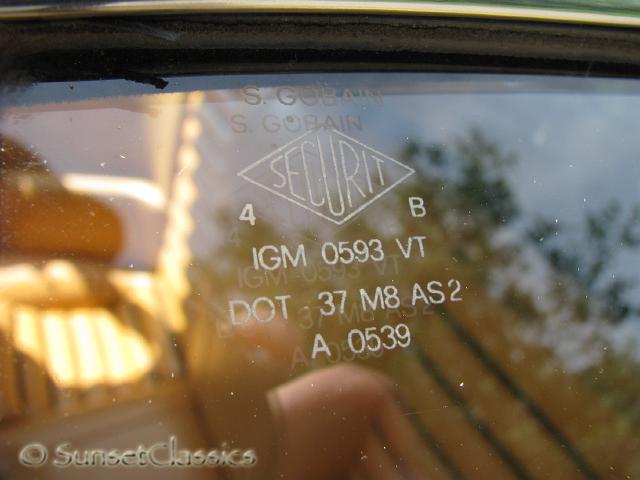 S. GOBAIN
SECURIT
4 B
IGM 0593 VT
DOT 37 M8 AS2
A 0539
© SunsetClassics